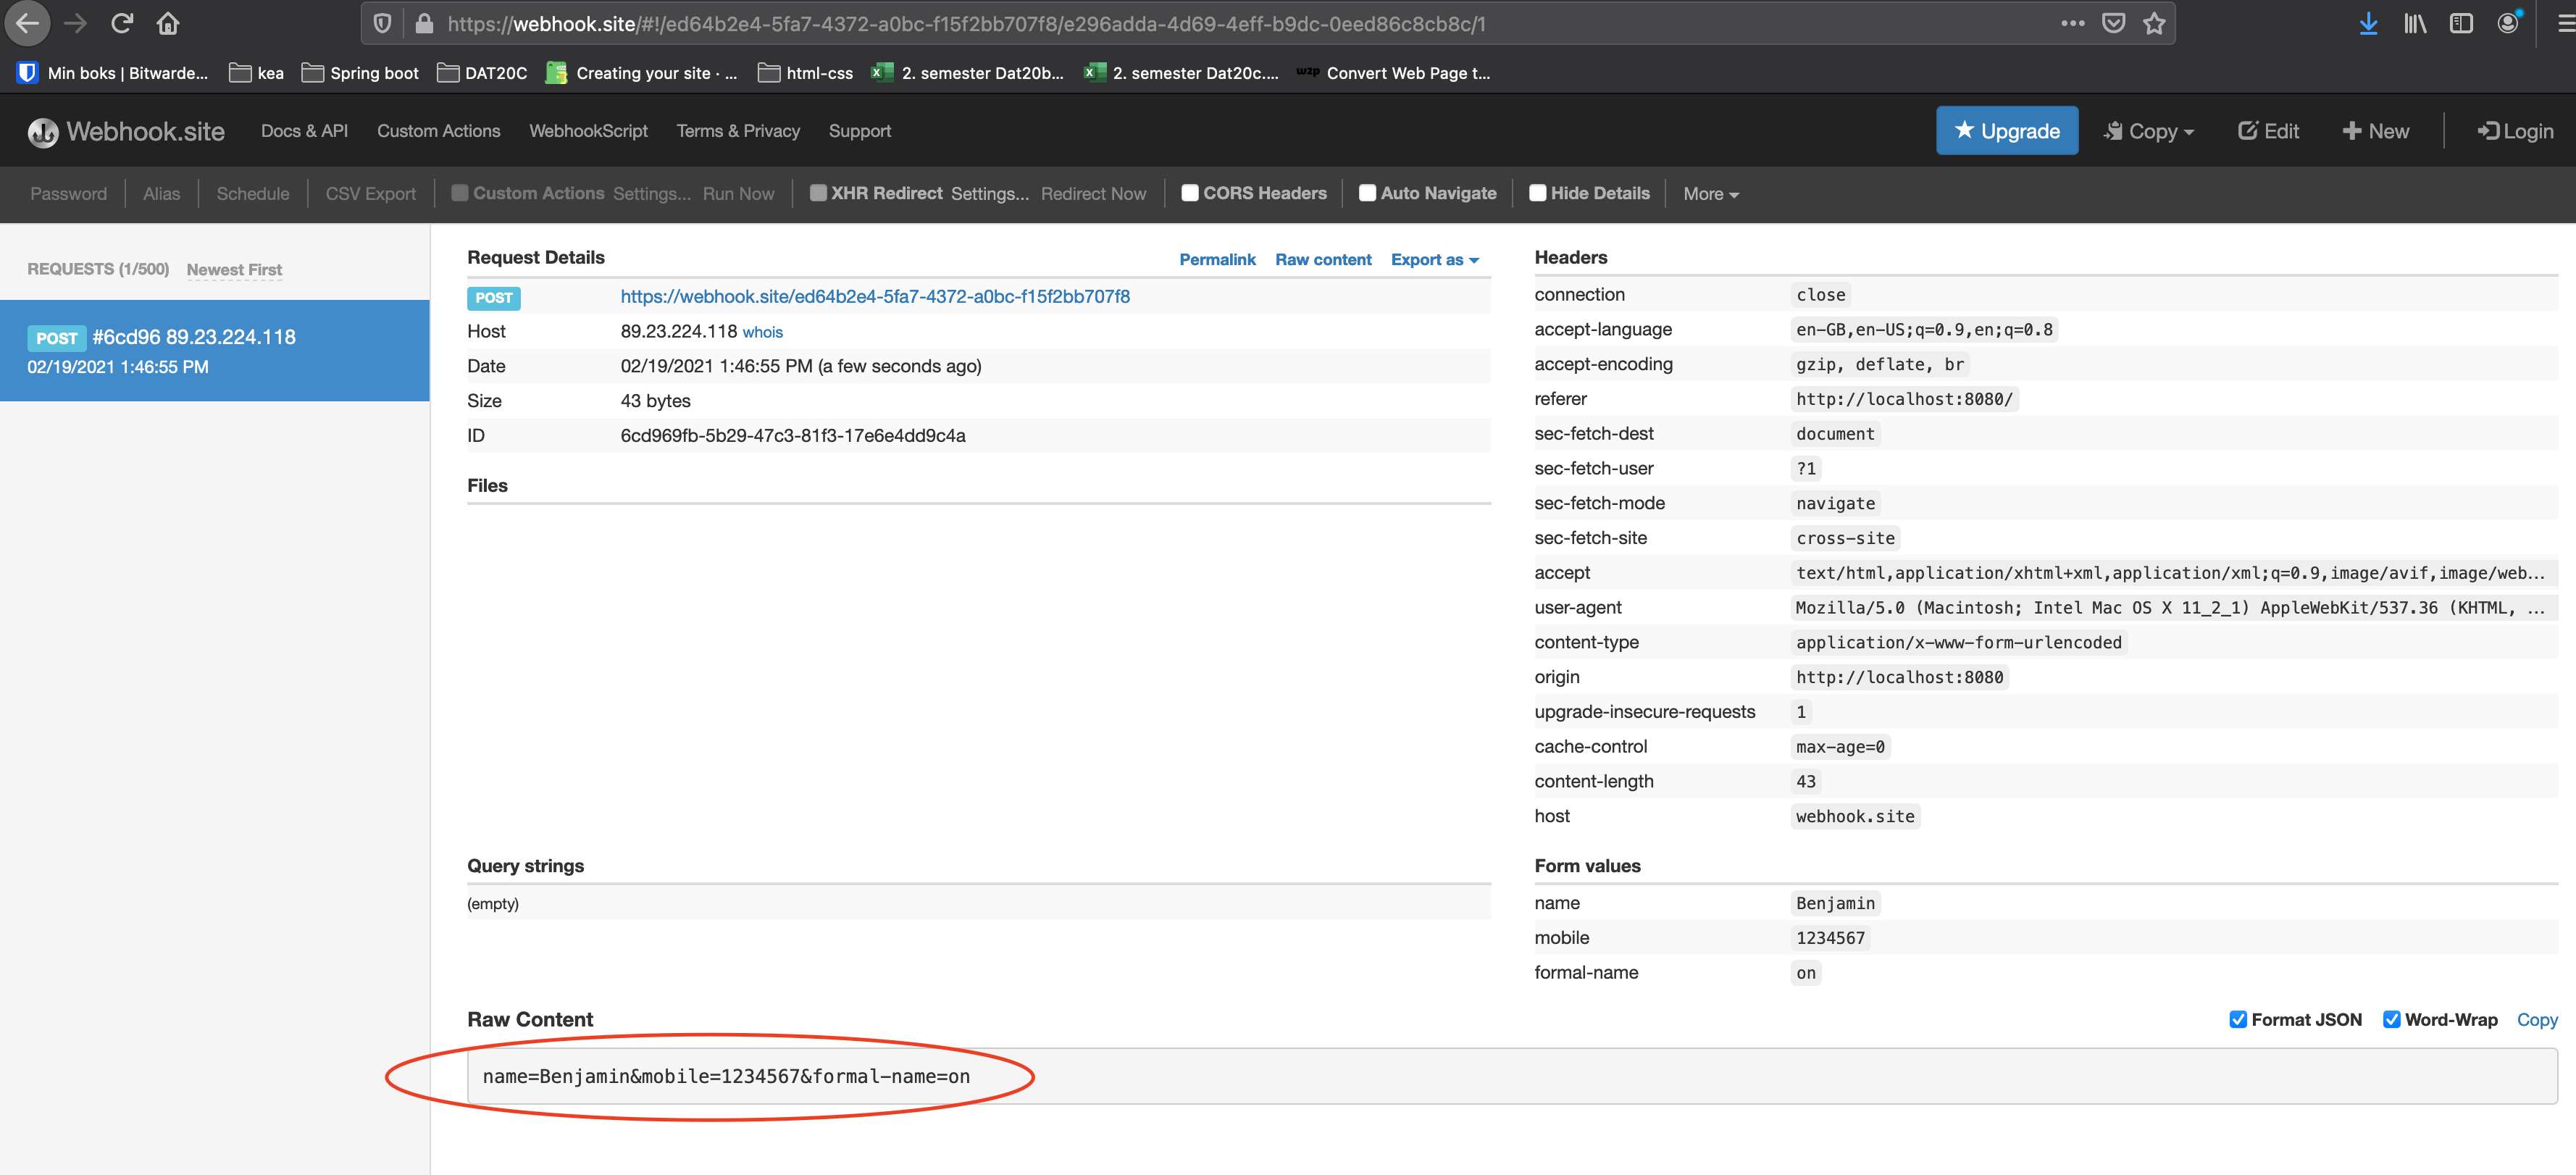 https://webhook.site/#!/ed64b2e4-5fa7-4372-a0bc-f15f2bb707f8/e296adda-4d69-4eff-b9dc-0eed86c8cb8c/1
Min boks | Bitwarde... kea Spring boot DAT20C Creating your site · ... html-css 2. semester Dat20b... 2. semester Dat20c.... w2p Convert Web Page t...
Webhook.site Docs & API Custom Actions WebhookScript Terms & Privacy Support Upgrade Copy Edit New Login
Password Alias Schedule CSV Export Custom Actions Settings... Run Now XHR Redirect Settings... Redirect Now CORS Headers Auto Navigate Hide Details More
REQUESTS (1/500) Newest First
POST #6cd96 89.23.224.118
02/19/2021 1:46:55 PM
Request Details Permalink Raw content Export as
POST https://webhook.site/ed64b2e4-5fa7-4372-a0bc-f15f2bb707f8
Host 89.23.224.118 whois
Date 02/19/2021 1:46:55 PM (a few seconds ago)
Size 43 bytes
ID 6cd969fb-5b29-47c3-81f3-17e6e4dd9c4a
Files
Headers
connection close
accept-language en-GB,en-US;q=0.9,en;q=0.8
accept-encoding gzip, deflate, br
referer http://localhost:8080/
sec-fetch-dest document
sec-fetch-user ?1
sec-fetch-mode navigate
sec-fetch-site cross-site
accept text/html,application/xhtml+xml,application/xml;q=0.9,image/avif,image/web...
user-agent Mozilla/5.0 (Macintosh; Intel Mac OS X 11_2_1) AppleWebKit/537.36 (KHTML, ...
content-type application/x-www-form-urlencoded
origin http://localhost:8080
upgrade-insecure-requests 1
cache-control max-age=0
content-length 43
host webhook.site
Query strings
(empty)
Form values
name Benjamin
mobile 1234567
formal-name on
Raw Content Format JSON Word-Wrap Copy
name=Benjamin&mobile=1234567&formal-name=on